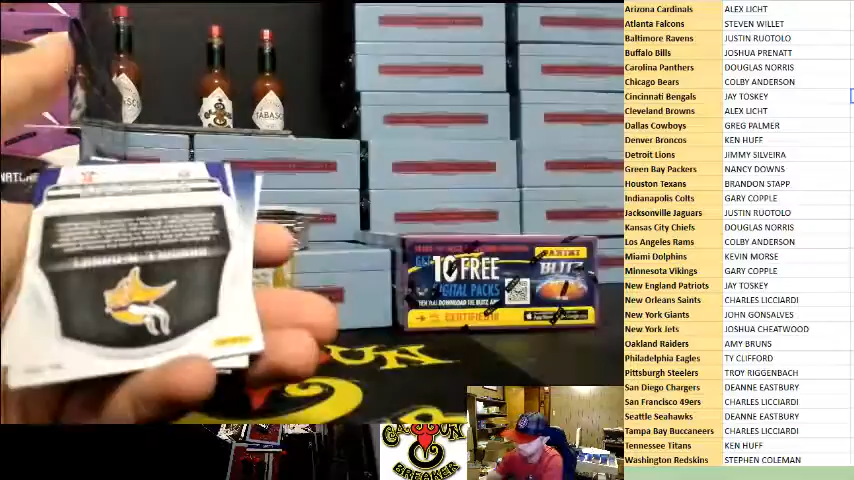 TABASCO
10 FREE
DIGITAL PACKS
PANINI
BLITZ
CERTIFIED
CAJUN
BREAKER
Arizona Cardinals ALEX LICHT
Atlanta Falcons STEVEN WILLET
Baltimore Ravens JUSTIN RUOTOLO
Buffalo Bills JOSHUA PRENATT
Carolina Panthers DOUGLAS NORRIS
Chicago Bears COLBY ANDERSON
Cincinnati Bengals JAY TOSKEY
Cleveland Browns ALEX LICHT
Dallas Cowboys GREG PALMER
Denver Broncos KEN HUFF
Detroit Lions JIMMY SILVEIRA
Green Bay Packers NANCY DOWNS
Houston Texans BRANDON STAPP
Indianapolis Colts GARY COPPLE
Jacksonville Jaguars JUSTIN RUOTOLO
Kansas City Chiefs DOUGLAS NORRIS
Los Angeles Rams COLBY ANDERSON
Miami Dolphins KEVIN MORSE
Minnesota Vikings GARY COPPLE
New England Patriots JAY TOSKEY
New Orleans Saints CHARLES LICCIARDI
New York Giants JOHN GONSALVES
New York Jets JOSHUA CHEATWOOD
Oakland Raiders AMY BRUNS
Philadelphia Eagles TY CLIFFORD
Pittsburgh Steelers TROY RIGGENBACH
San Diego Chargers DEANNE EASTBURY
San Francisco 49ers CHARLES LICCIARDI
Seattle Seahawks DEANNE EASTBURY
Tampa Bay Buccaneers CHARLES LICCIARDI
Tennessee Titans KEN HUFF
Washington Redskins STEPHEN COLEMAN